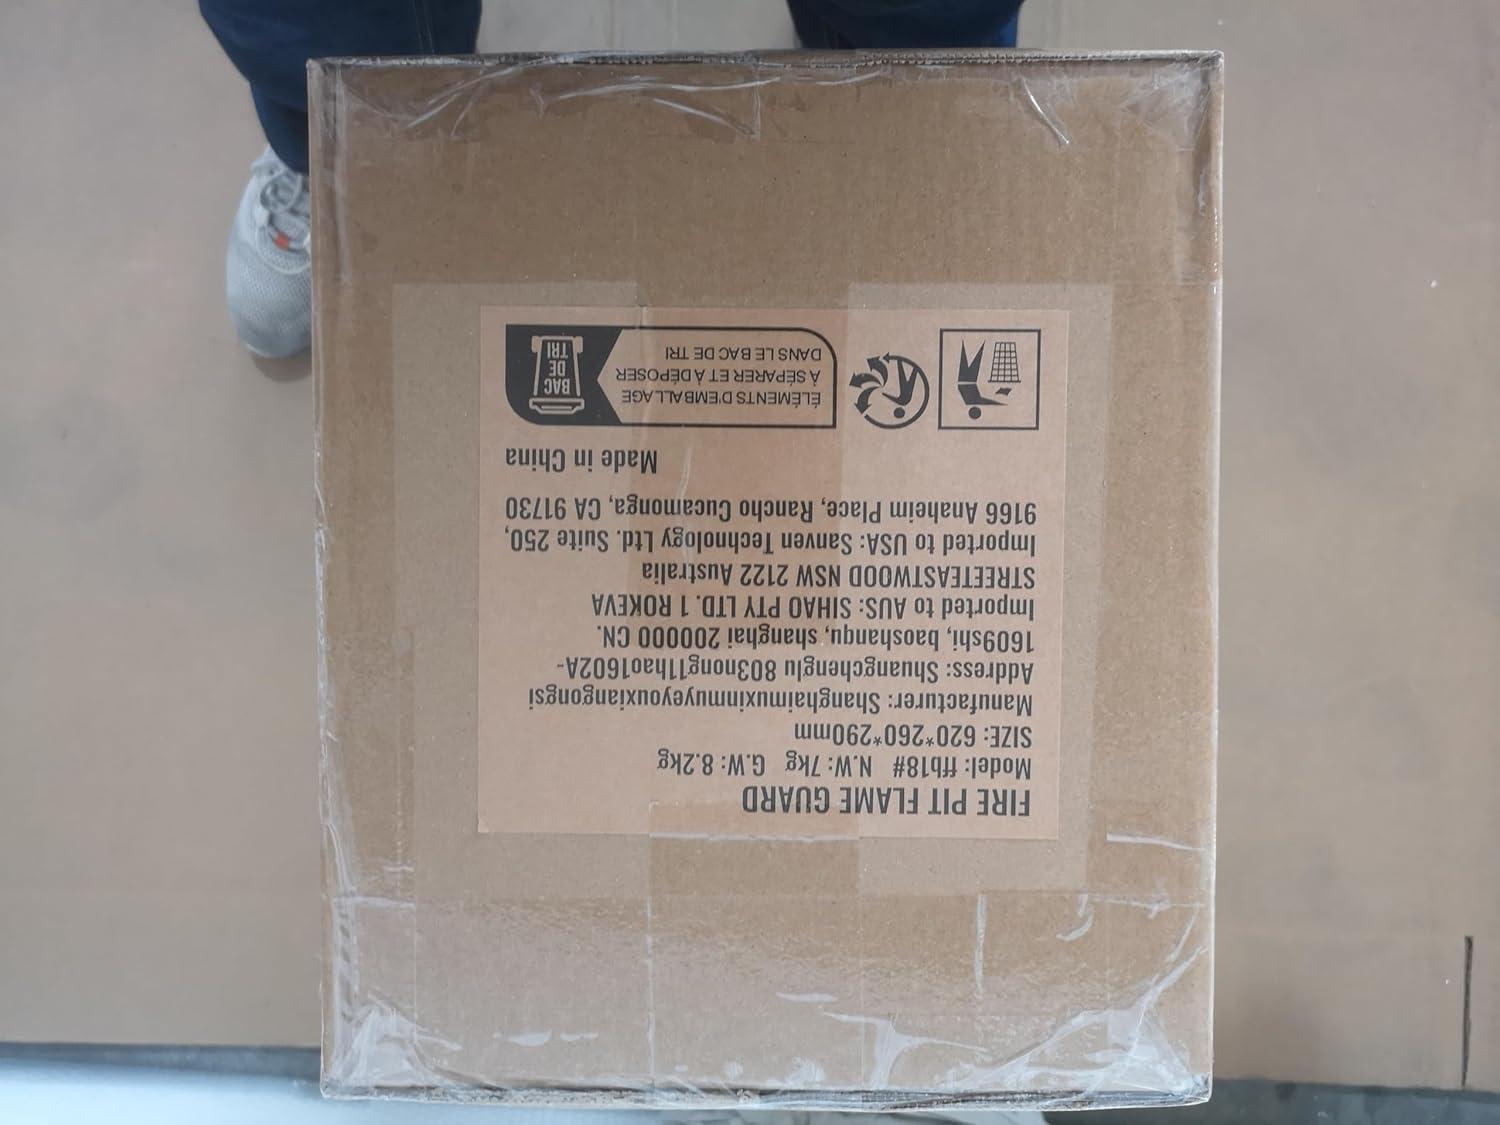 FIRE PIT FLAME GUARD
Model: ffb18# N.W: 7kg G.W: 8.2kg
SIZE: 620*260*290mm
Manufacturer: Shanghaimuxinmuyeyouxiangongsi
Address: Shuangchenglu 803nong11hao1602A-
1609shi, baoshanqu, shanghai 200000 CN.
Imported to AUS: SIHAO PTY LTD. 1 ROKEVA
STREETEASTWOOD NSW 2122 Australia
Imported to USA: Sanven Technology Ltd. Suite 250,
9166 Anaheim Place, Rancho Cucamonga, CA 91730
Made in China
ÉLÉMENTS D'EMBALLAGE
À SÉPARER ET À DÉPOSER
DANS LE BAC DE TRI
BAC
DE
TRI